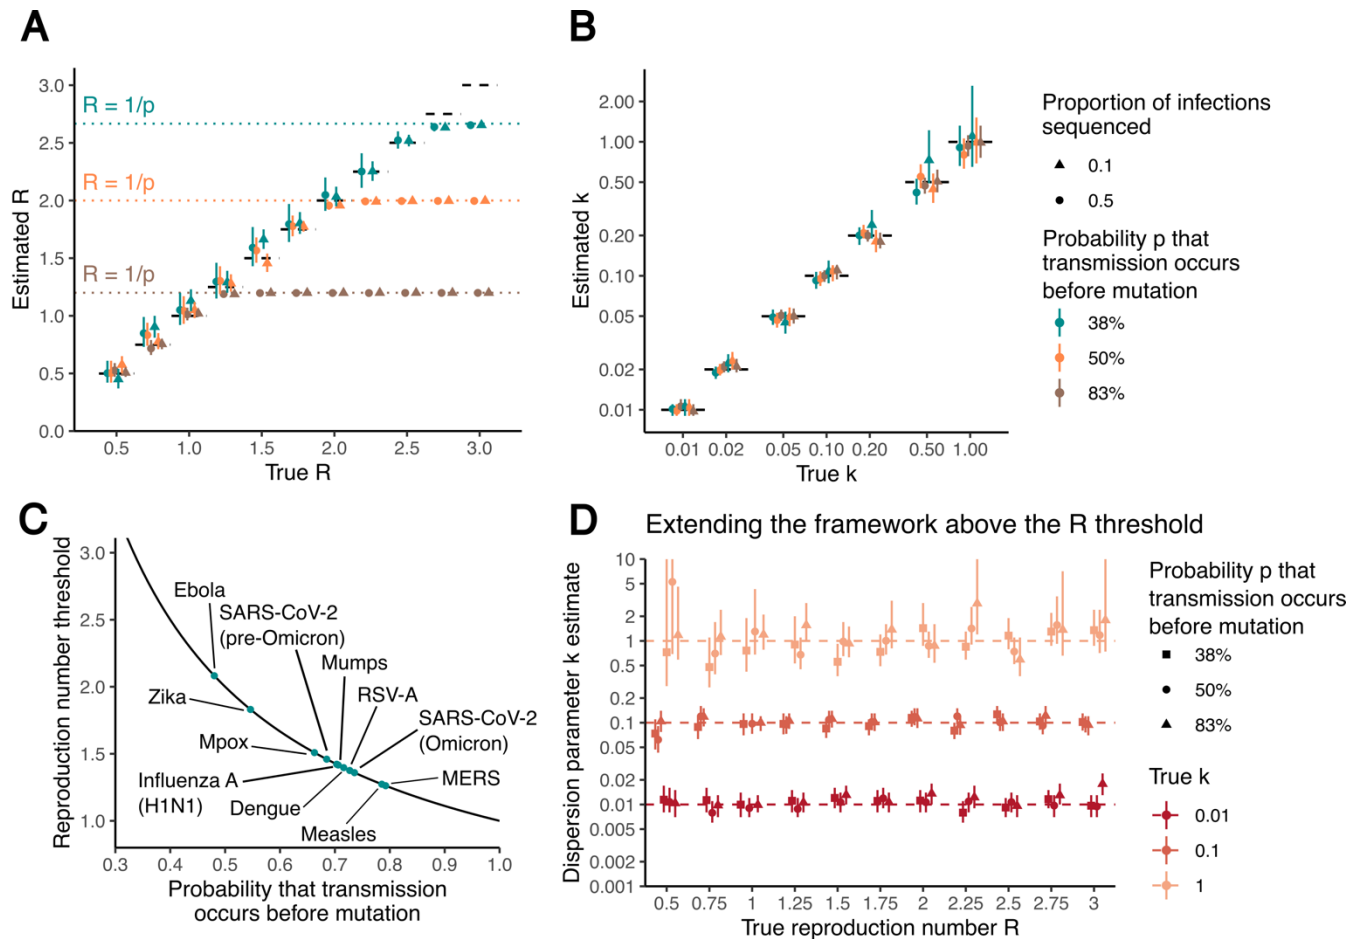 A
3.0
2.5
2.0
1.5
1.0
0.5
0.0
R = 1/p
R = 1/p
R = 1/p
Estimated R
0.5 1.0 1.5 2.0 2.5 3.0
True R
B
2.00
1.00
0.50
0.20
0.10
0.05
0.02
0.01
Estimated k
0.01 0.02 0.05 0.10 0.20 0.50 1.00
True k
Proportion of infections
sequenced
0.1
0.5
Probability p that
transmission occurs
before mutation
38%
50%
83%
C
3.0
2.5
2.0
1.5
1.0
Reproduction number threshold
Ebola
SARS-CoV-2
(pre-Omicron)
Mumps
Zika
RSV-A
SARS-CoV-2
(Omicron)
Mpox
Influenza A
(H1N1)
MERS
Dengue
Measles
0.3 0.4 0.5 0.6 0.7 0.8 0.9 1.0
Probability that transmission
occurs before mutation
D
Extending the framework above the R threshold
10
5
2
1
0.5
0.2
0.1
0.05
0.02
0.01
0.005
0.002
0.001
Dispersion parameter k estimate
0.5 0.75 1 1.25 1.5 1.75 2 2.25 2.5 2.75 3
True reproduction number R
Probability p that
transmission occurs
before mutation
38%
50%
83%
True k
0.01
0.1
1